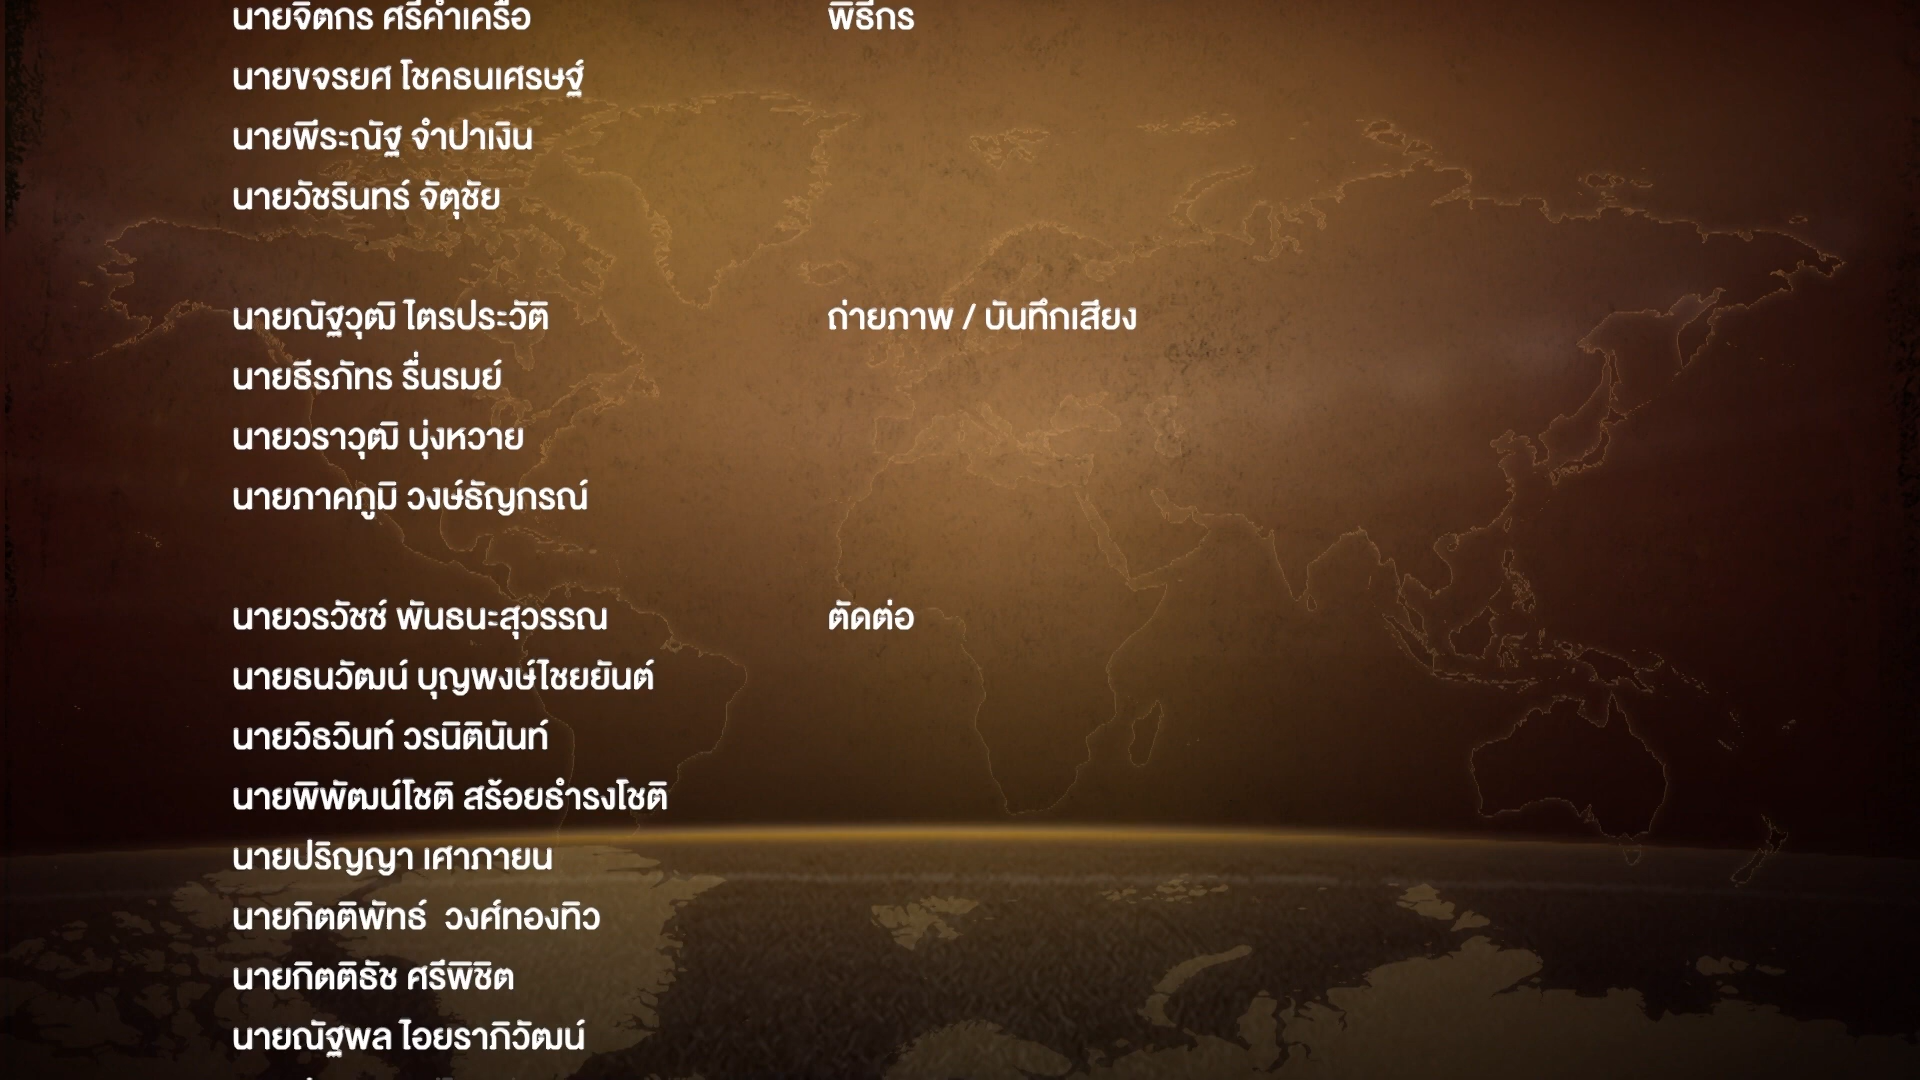 นายจิตกร ศรีคำเครือ พิธีกร
นายขจรยศ โชคธนเศรษฐ์
นายพีระณัฐ จำปาเงิน
นายวัชรินทร์ จัตุชัย
นายณัฐวุฒิ ไตรประวัติ ถ่ายภาพ / บันทึกเสียง
นายธีรภัทร รื่นรมย์
นายวราวุฒิ บุ่งหวาย
นายภาคภูมิ วงษ์ธัญกรณ์
นายวรวัชช์ พันธนะสุวรรณ ตัดต่อ
นายธนวัฒน์ บุญพงษ์ไชยยันต์
นายวิธวินท์ วรนิตินันท์
นายพิพัฒน์โชติ สร้อยธำรงโชติ
นายปริญญา เศาภายน
นายกิตติพัทธ์ วงศ์ทองทิว
นายกิตติธัช ศรีพิชิต
นายณัฐพล ไอยราภิวัฒน์